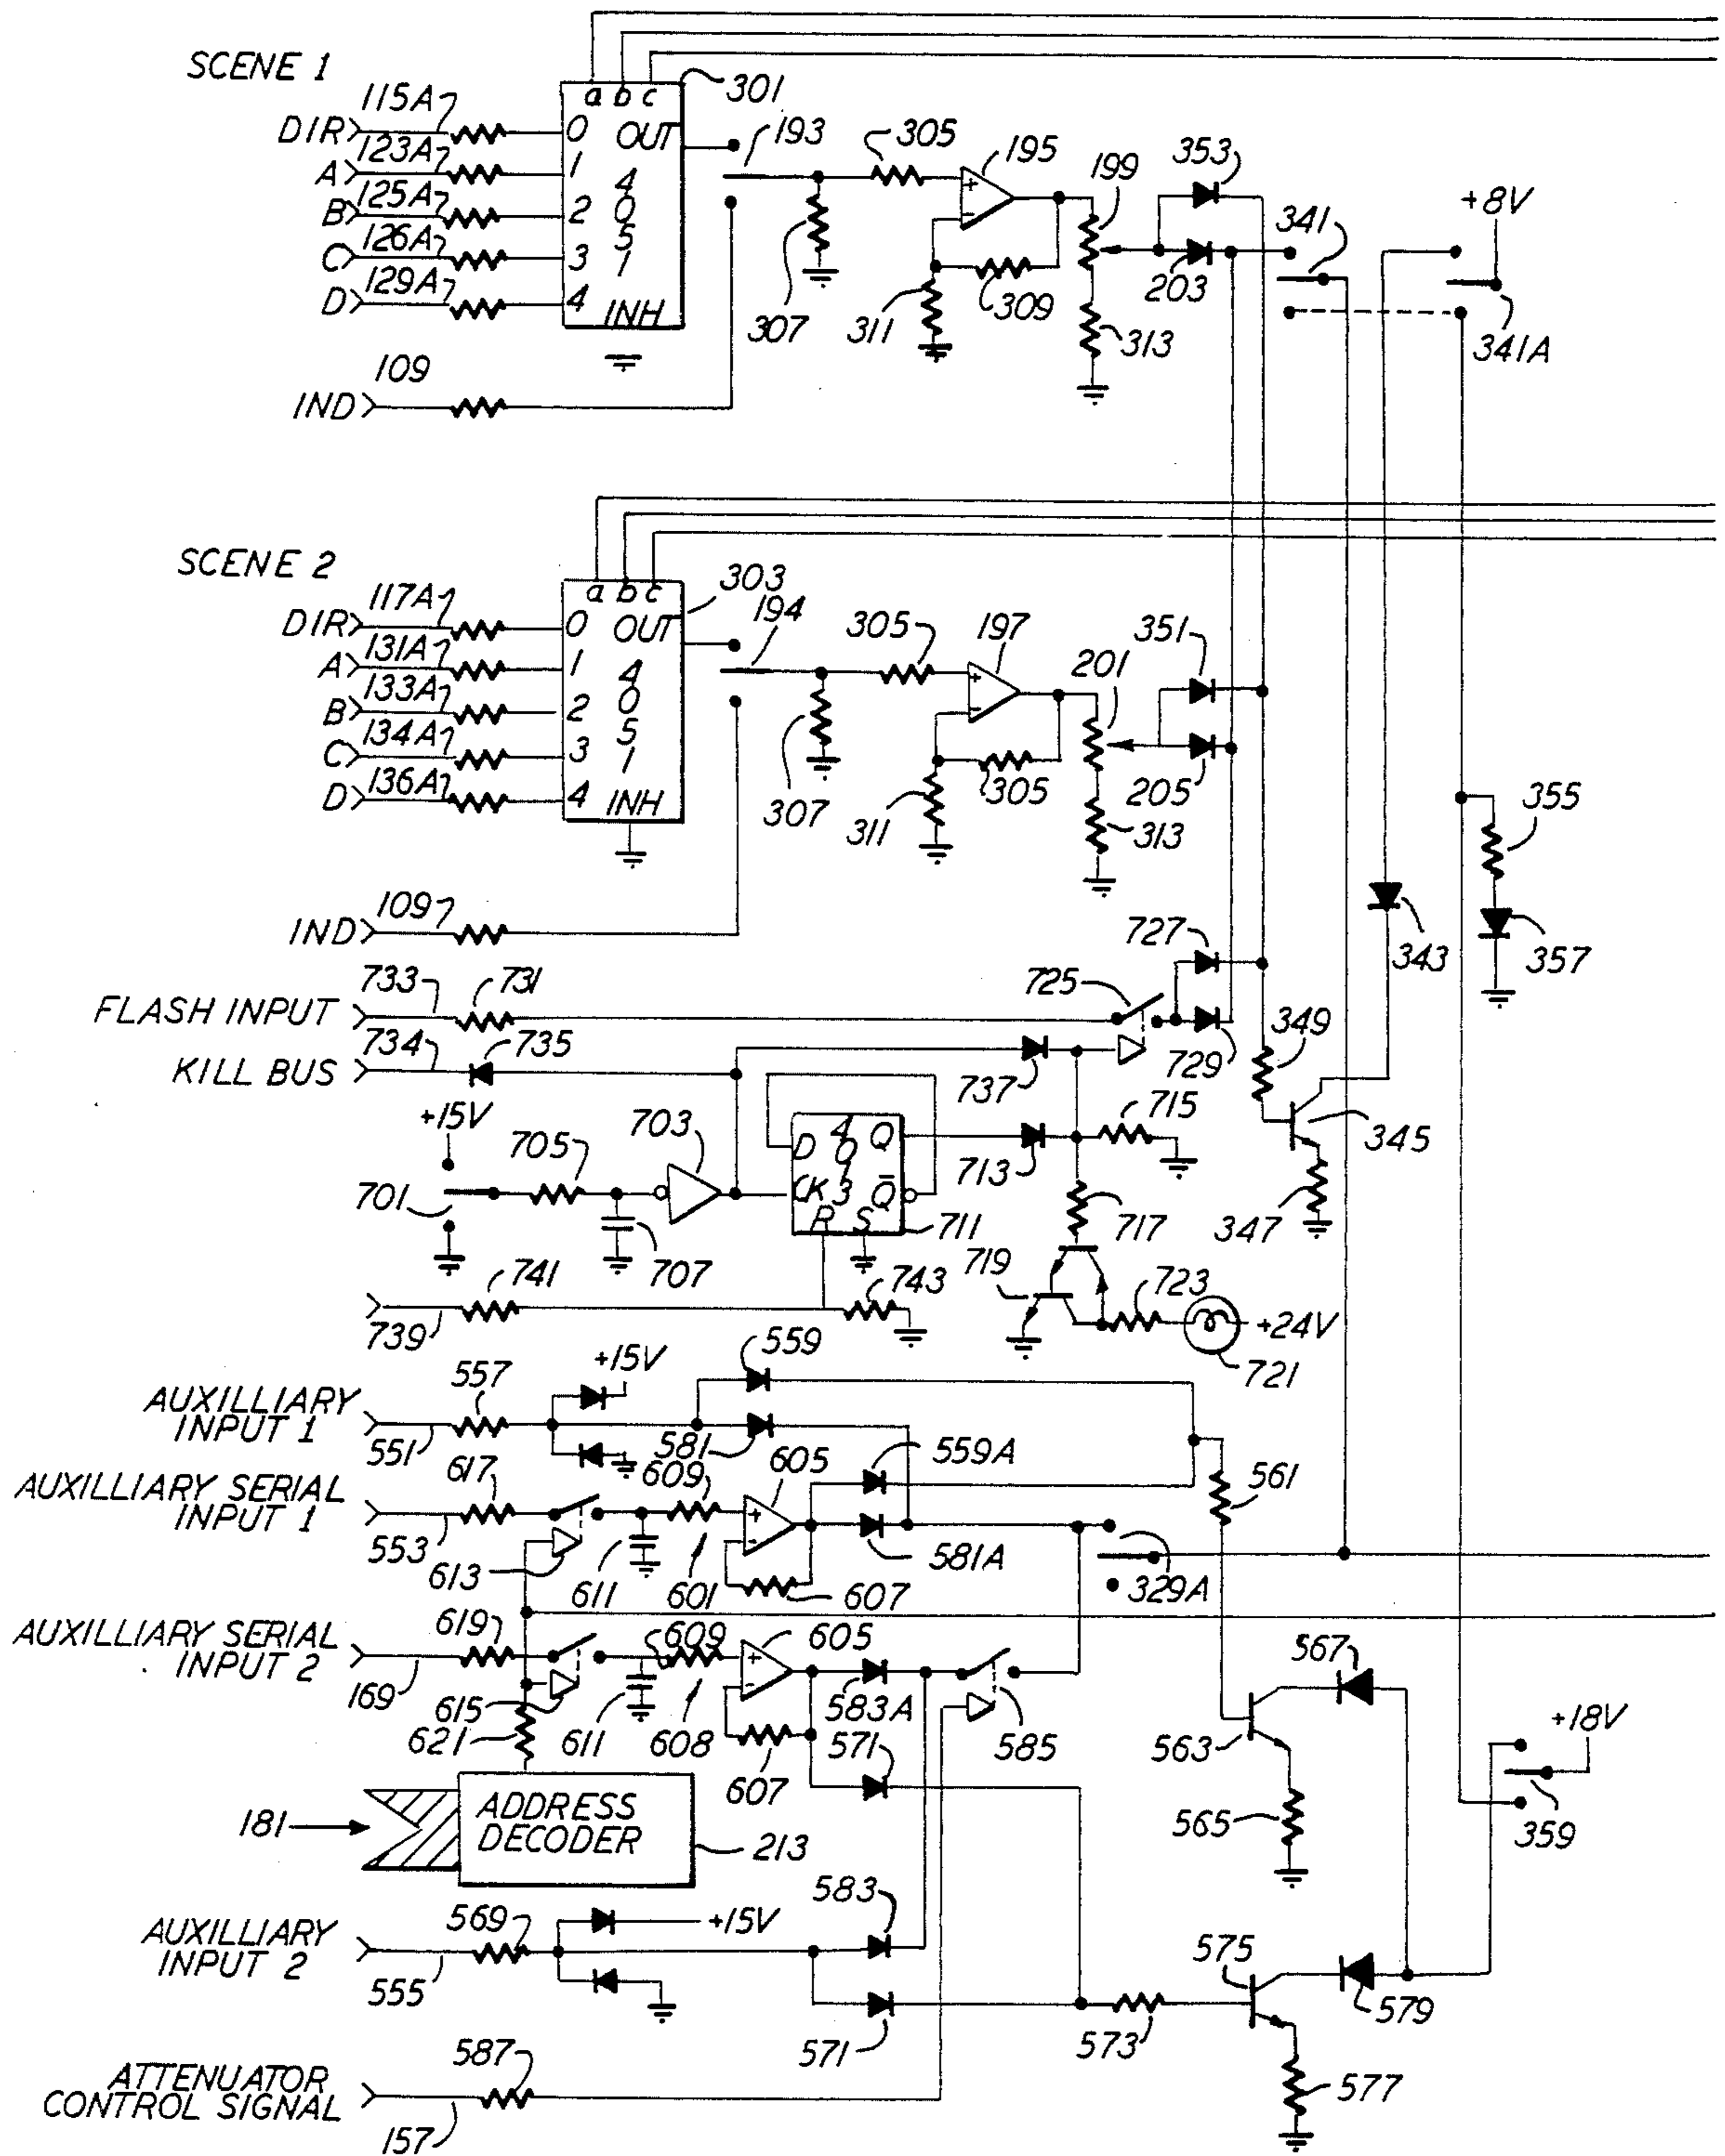 SCENE 1
a b c
301
115A
DIR
0
OUT
193
305
195
199
353
341
+8V
123A
A
1
4
125A
B
2
0
126A
C
3
5
129A
D
4
1
INH
307
311
309
203
313
341A
109
IND
SCENE 2
a b c
303
117A
DIR
0
OUT
194
305
197
351
201
131A
A
1
4
133A
B
2
0
134A
C
3
5
136A
D
4
1
INH
307
311
305
205
313
355
109
IND
727
343
357
733
731
725
FLASH INPUT
349
734
735
KILL BUS
737
729
+15V
715
705
703
D
4
Q
0
345
713
701
CK
1
3
Q̄
R
S
711
717
347
707
741
743
719
723
739
+24V
721
559
+15V
557
AUXILLIARY
INPUT 1
551
581
559A
617
609
605
561
AUXILLIARY SERIAL
INPUT 1
553
613
611
601
607
581A
329A
619
609
605
567
AUXILLIARY SERIAL
INPUT 2
169
615
621
611
608
583A
585
563
+18V
607
571
181
ADDRESS
DECODER
213
565
359
583
569
+15V
AUXILLIARY
INPUT 2
575
555
571
573
579
587
ATTENUATOR
CONTROL SIGNAL
157
577